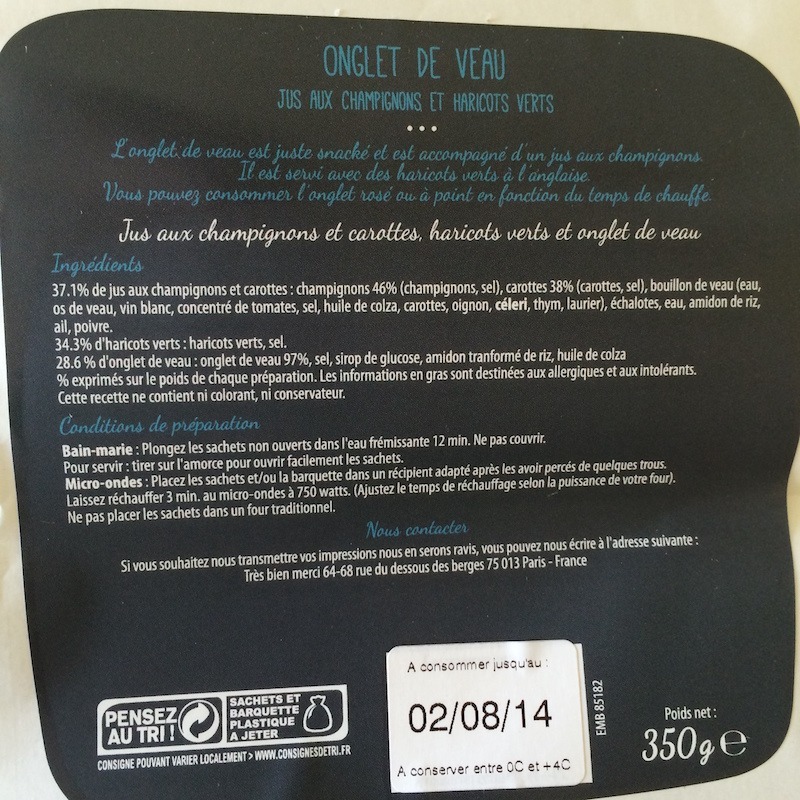 ONGLET DE VEAU
JUS AUX CHAMPIGNONS ET HARICOTS VERTS
...
L'onglet de veau est juste snacké et est accompagné d'un jus aux champignons.
Il est servi avec des haricots verts à l'anglaise.
Vous pouvez consommer l'onglet rosé ou à point en fonction du temps de chauffe.
Jus aux champignons et carottes, haricots verts et onglet de veau
Ingrédients
37.1% de jus aux champignons et carottes : champignons 46% (champignons, sel), carottes 38% (carottes, sel), bouillon de veau (eau,
os de veau, vin blanc, concentré de tomates, sel, huile de colza, carottes, oignon, céleri, thym, laurier), échalotes, eau, amidon de riz,
ail, poivre.
34.3% d'haricots verts : haricots verts, sel.
28.6 % d'onglet de veau : onglet de veau 97%, sel, sirop de glucose, amidon tranformé de riz, huile de colza
% exprimés sur le poids de chaque préparation. Les informations en gras sont destinées aux allergiques et aux intolérants.
Cette recette ne contient ni colorant, ni conservateur.
Conditions de préparation
Bain-marie : Plongez les sachets non ouverts dans l'eau frémissante 12 min. Ne pas couvrir.
Pour servir : tirer sur l'amorce pour ouvrir facilement les sachets.
Micro-ondes : Placez les sachets et/ou la barquette dans un récipient adapté après les avoir percés de quelques trous.
Laissez réchauffer 3 min. au micro-ondes à 750 watts. (Ajustez le temps de réchauffage selon la puissance de votre four).
Ne pas placer les sachets dans un four traditionnel.
Nous contacter
Si vous souhaitez nous transmettre vos impressions nous en serons ravis, vous pouvez nous écrire à l'adresse suivante :
Très bien merci 64-68 rue du dessous des berges 75 013 Paris - France
PENSEZ
AU TRI !
SACHETS ET
BARQUETTE
PLASTIQUE
A JETER
CONSIGNE POUVANT VARIER LOCALEMENT > WWW.CONSIGNESDETRI.FR
A consommer jusqu'au :
02/08/14
A conserver entre 0C et +4C
EMB 85182
Poids net :
350g e